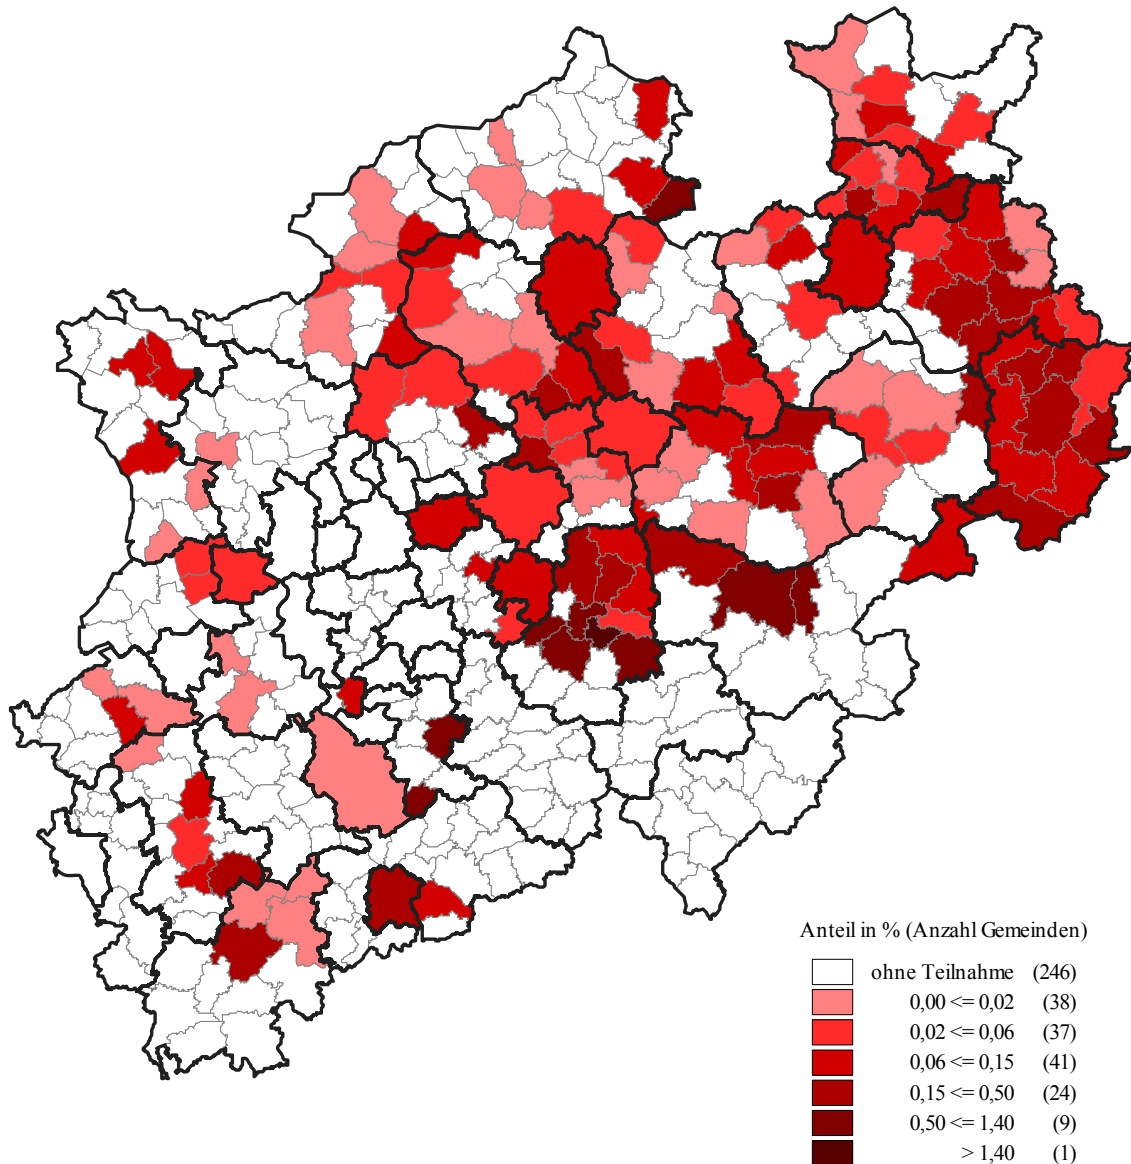 Anteil in % (Anzahl Gemeinden)
ohne Teilnahme (246)
0,00 <= 0,02 (38)
0,02 <= 0,06 (37)
0,06 <= 0,15 (41)
0,15 <= 0,50 (24)
0,50 <= 1,40 (9)
> 1,40 (1)